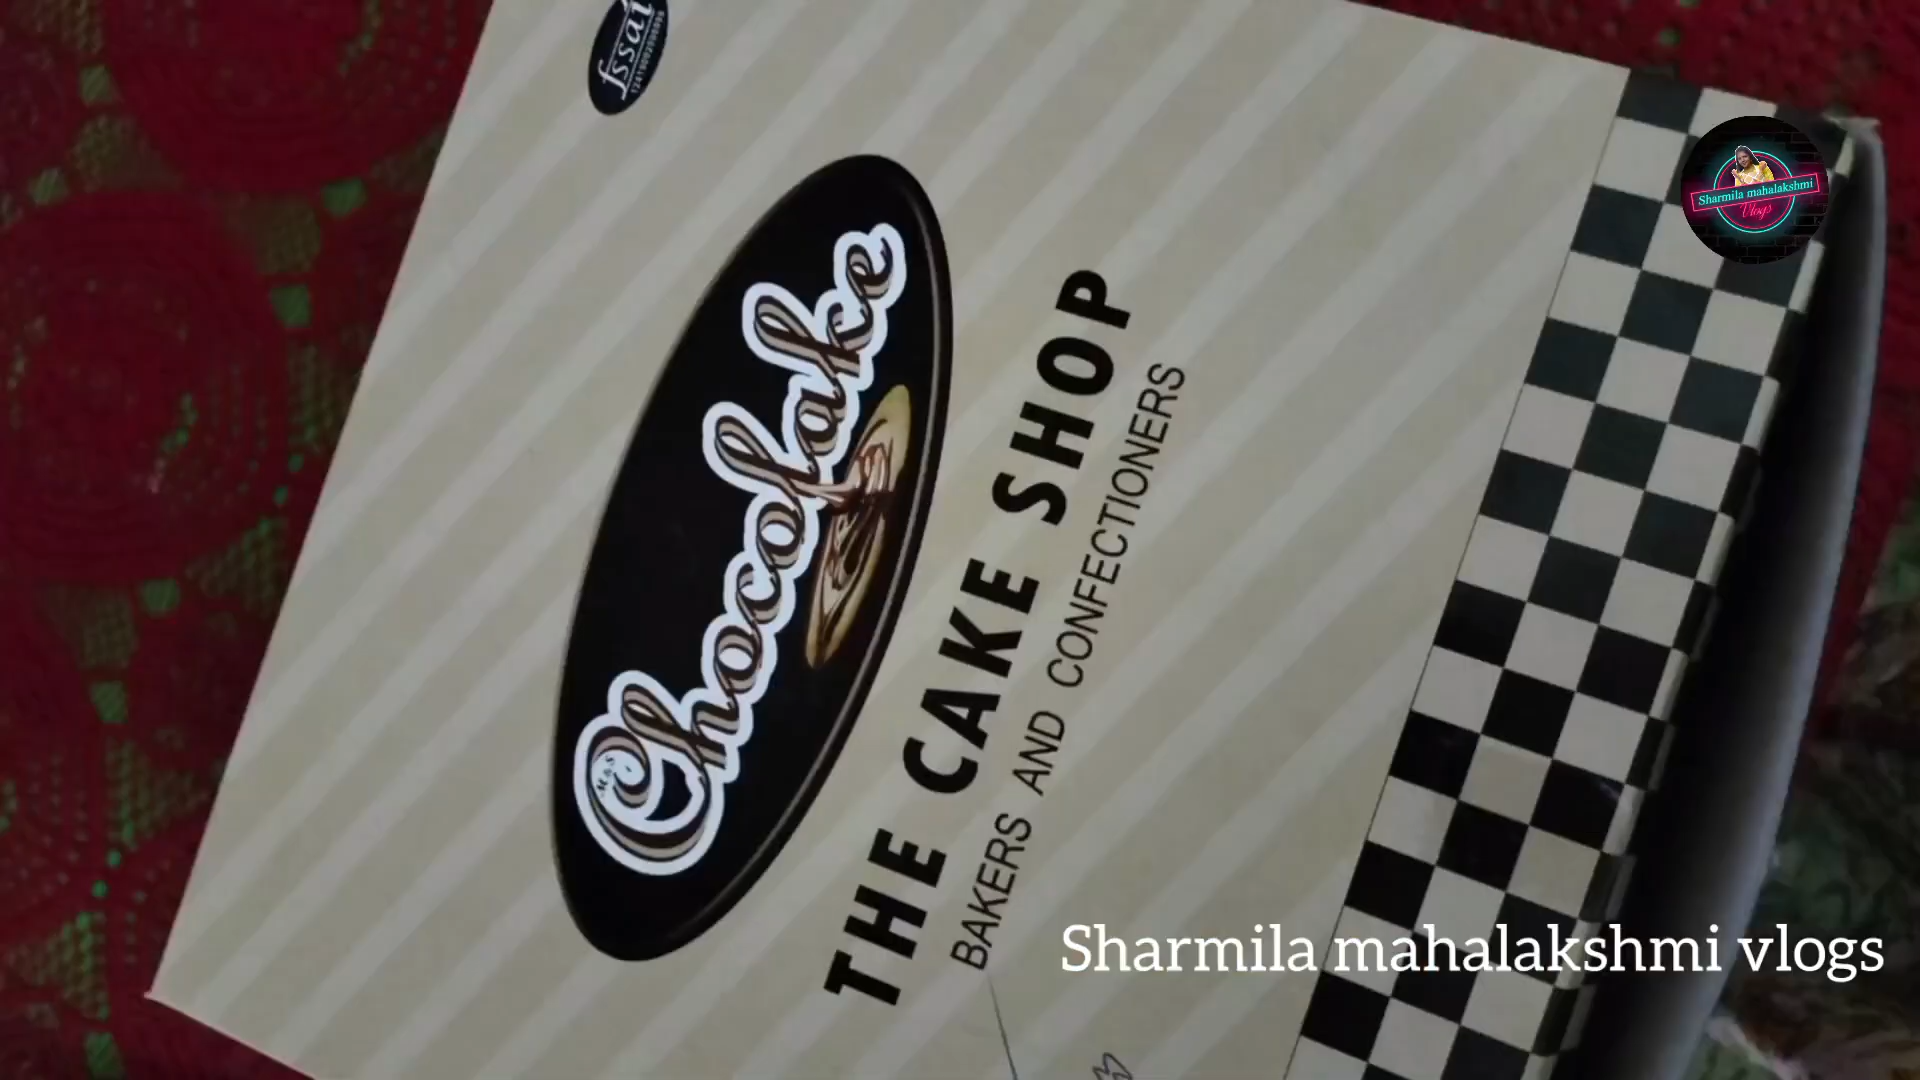 fssai
M&S
Chocolake
THE CAKE SHOP
BAKERS AND CONFECTIONERS
Sharmila mahalakshmi
Vlogs
Sharmila mahalakshmi vlogs